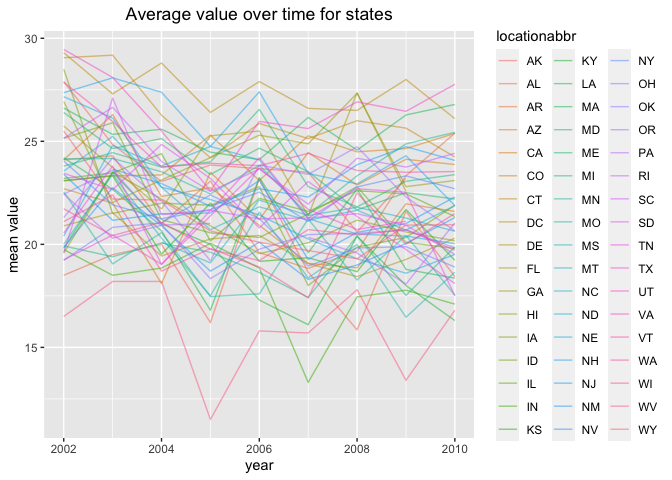 Average value over time for states
30
25
20
15
mean value
2002
2004
2006
2008
2010
year
locationabbr
AK KY NY
AL LA OH
AR MA OK
AZ MD OR
CA ME PA
CO MI RI
CT MN SC
DC MO SD
DE MS TN
FL MT TX
GA NC UT
HI ND VA
IA NE VT
ID NH WA
IL NJ WI
IN NM WV
KS NV WY